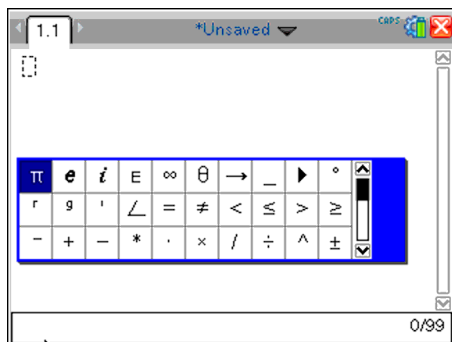 1.1 *Unsaved CAPS
π e i E ∞ θ → _ ▶ °
r g ' ∠ = ≠ < ≤ > ≥
− + − * · × / ÷ ^ ±
0/99